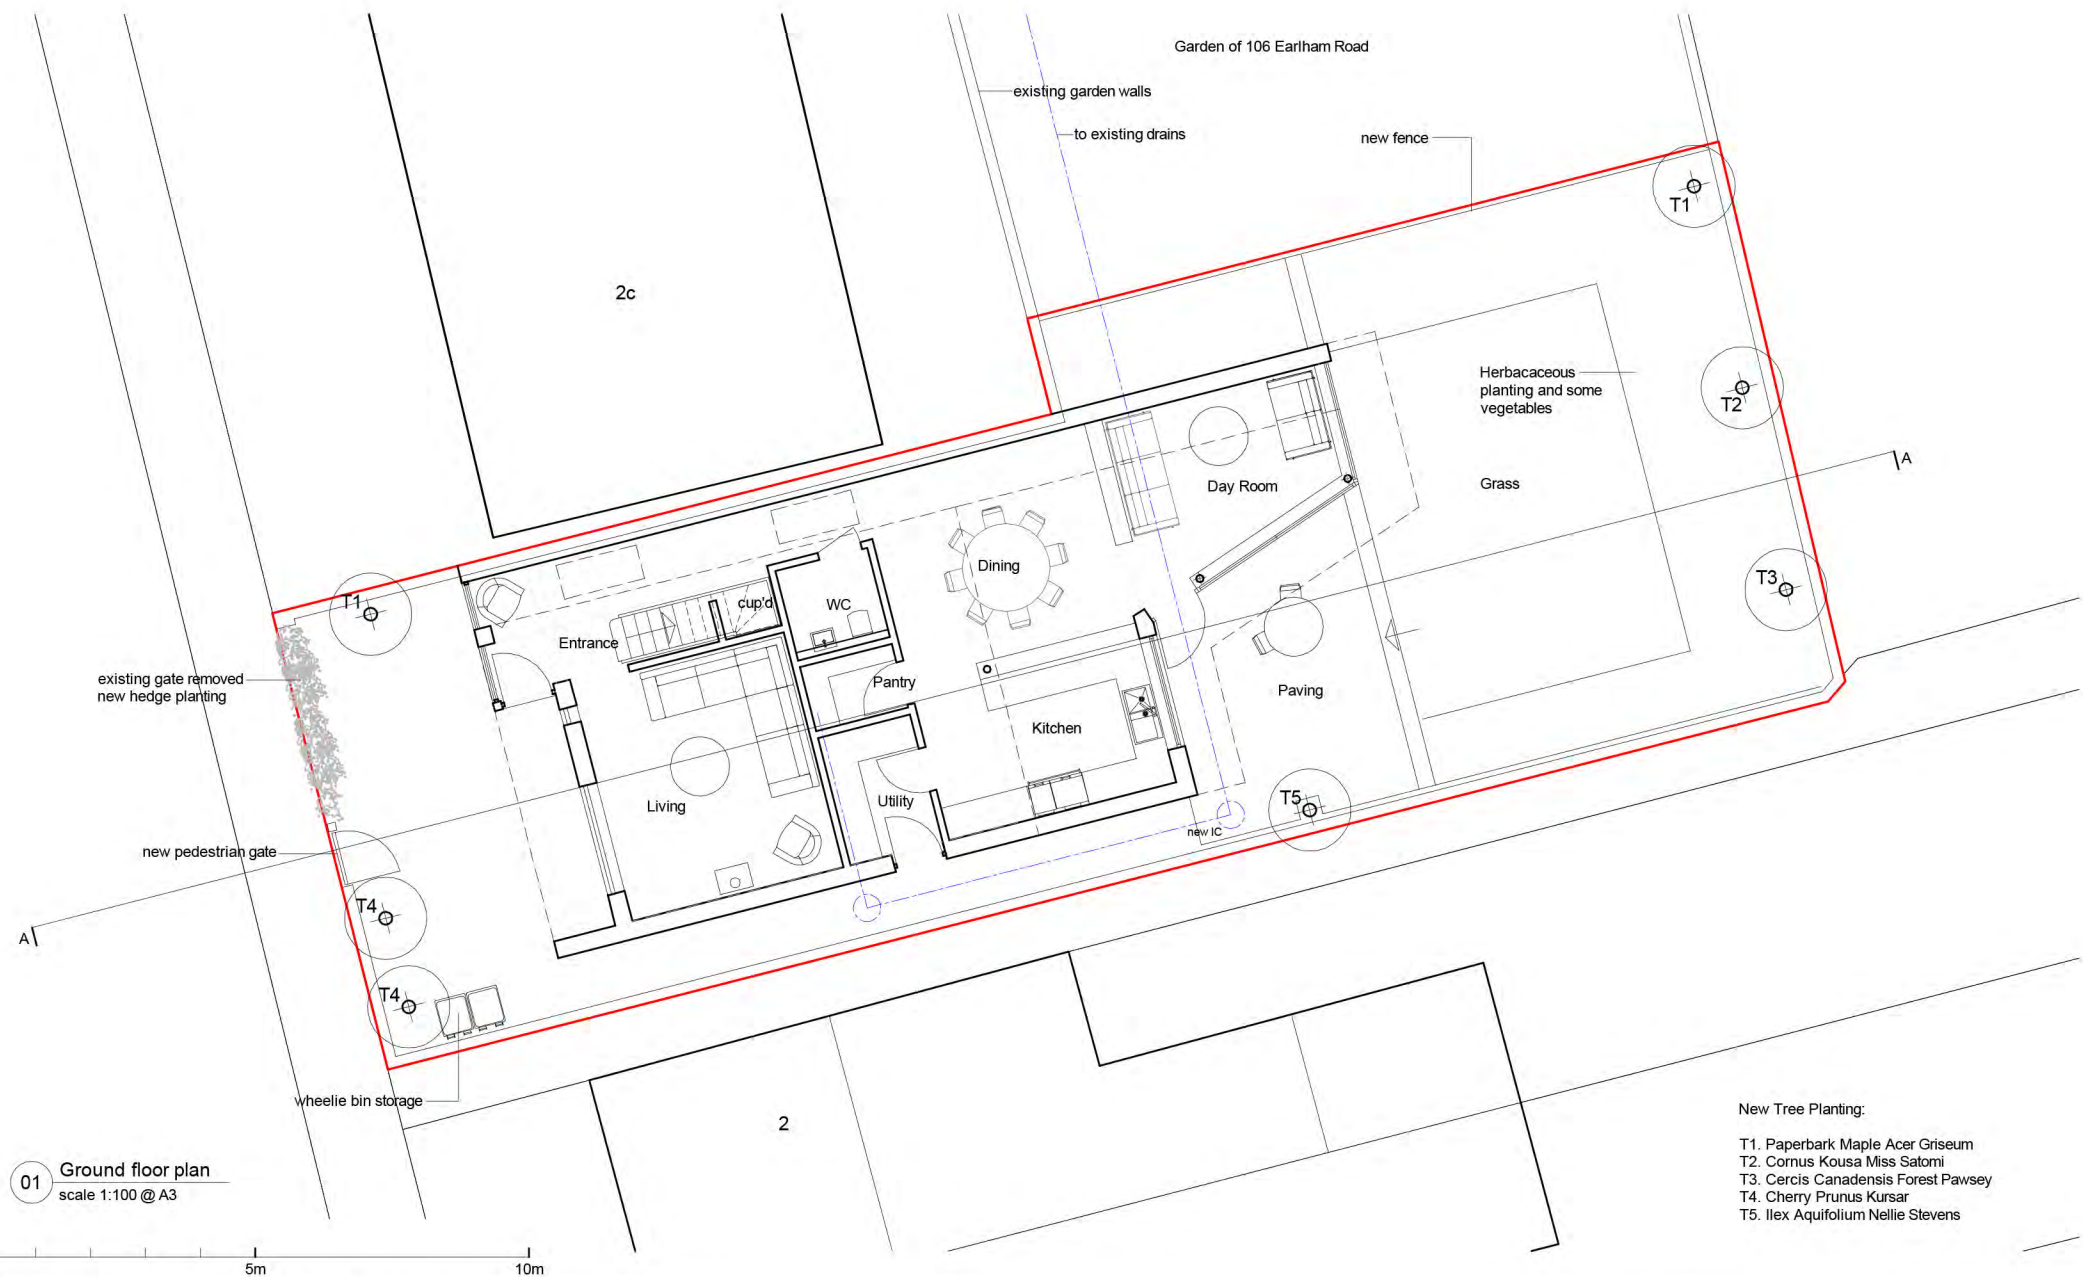 Garden of 106 Earlham Road
existing garden walls
to existing drains
new fence
T1
2c
Herbacaceous
planting and some
vegetables
T2
A
Grass
Day Room
Dining
T3
T1
cup'd
WC
Entrance
existing gate removed
new hedge planting
Pantry
Paving
Kitchen
Living
Utility
T5
new IC
new pedestrian gate
T4
A
T4
wheelie bin storage
2
01
Ground floor plan
scale 1:100 @ A3
5m
10m
New Tree Planting:
T1. Paperbark Maple Acer Griseum
T2. Cornus Kousa Miss Satomi
T3. Cercis Canadensis Forest Pawsey
T4. Cherry Prunus Kursar
T5. Ilex Aquifolium Nellie Stevens